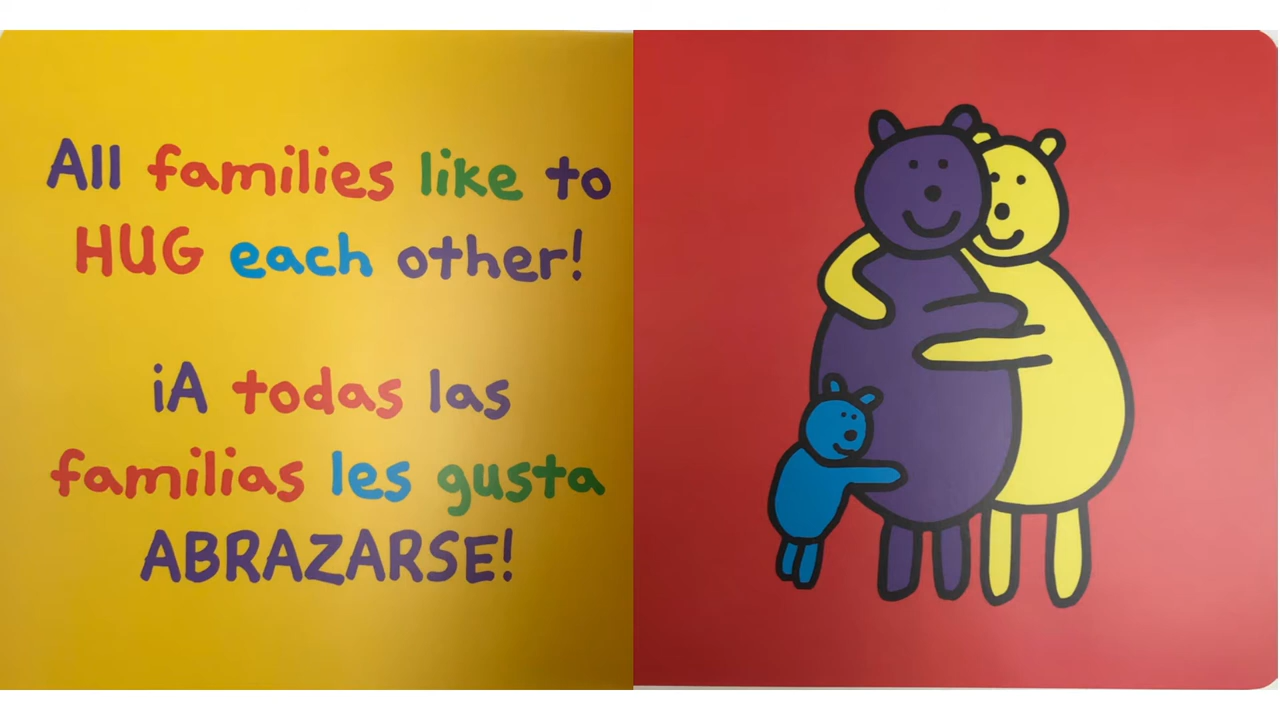 All families like to
HUG each other!
¡A todas las
familias les gusta
ABRAZARSE!